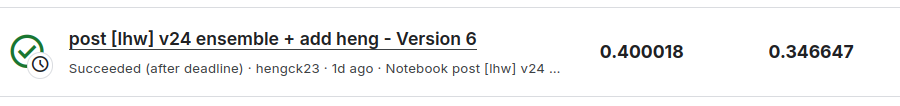 post [lhw] v24 ensemble + add heng - Version 6
0.400018
0.346647
Succeeded (after deadline) · hengck23 · 1d ago · Notebook post [lhw] v24 ...